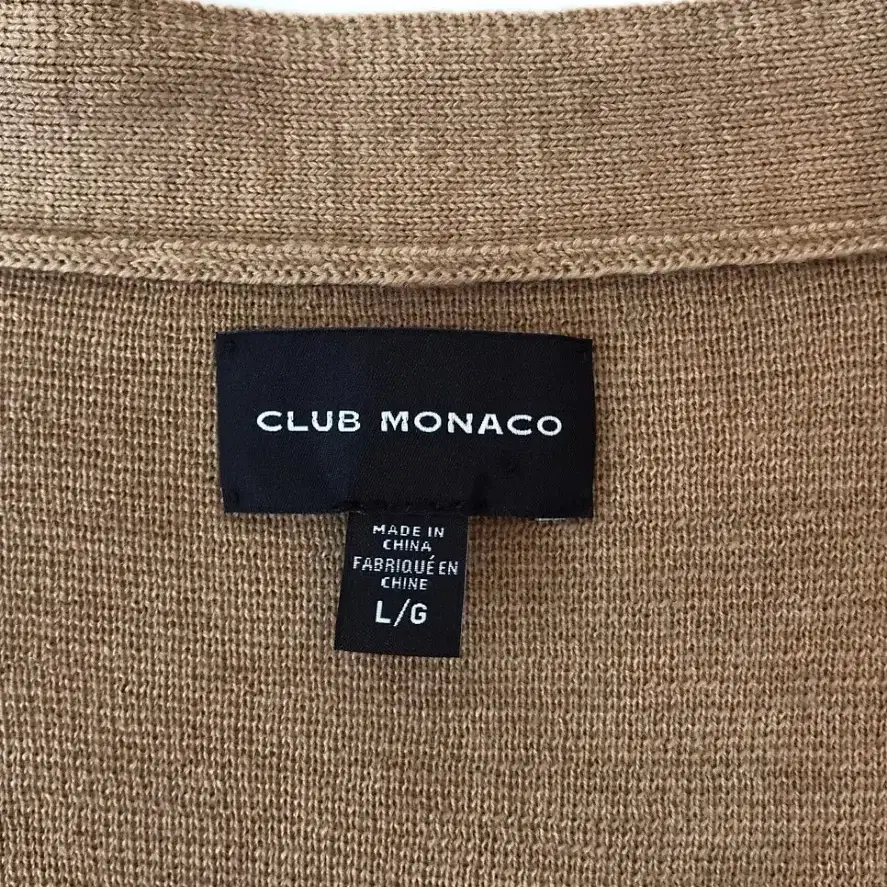 CLUB MONACO
MADE IN
CHINA
FABRIQUÉ EN
CHINE
L/G